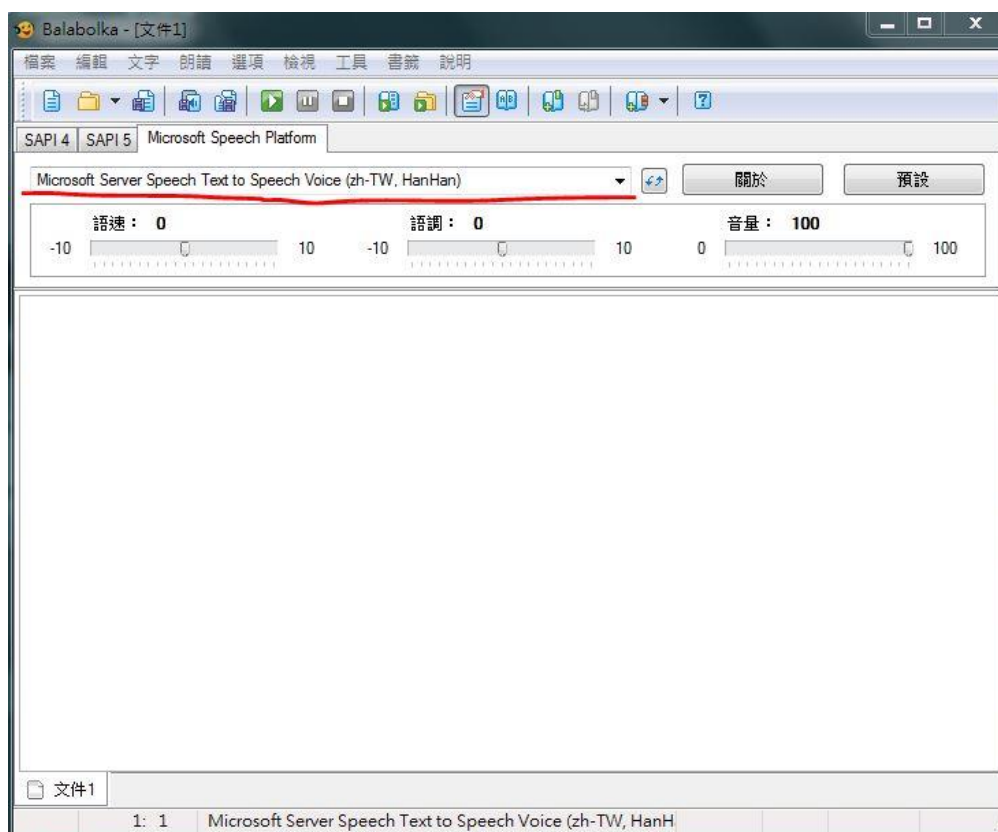 Balabolka - [文件1]
檔案 編輯 文字 朗讀 選項 檢視 工具 書籤 說明
SAPI 4 SAPI 5 Microsoft Speech Platform
Microsoft Server Speech Text to Speech Voice (zh-TW, HanHan) 關於 預設
語速： 0 語調： 0 音量： 100
-10 10 -10 10 0 100
文件1
1: 1 Microsoft Server Speech Text to Speech Voice (zh-TW, HanH